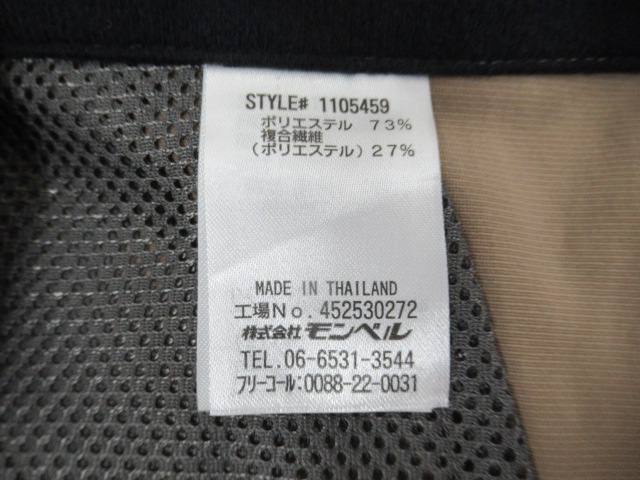 STYLE# 1105459
ポリエステル 73%
複合繊維
(ポリエステル)27%
MADE IN THAILAND
工場No.452530272
株式会社 モンベル
TEL.06-6531-3544
フリーコール:0088-22-0031